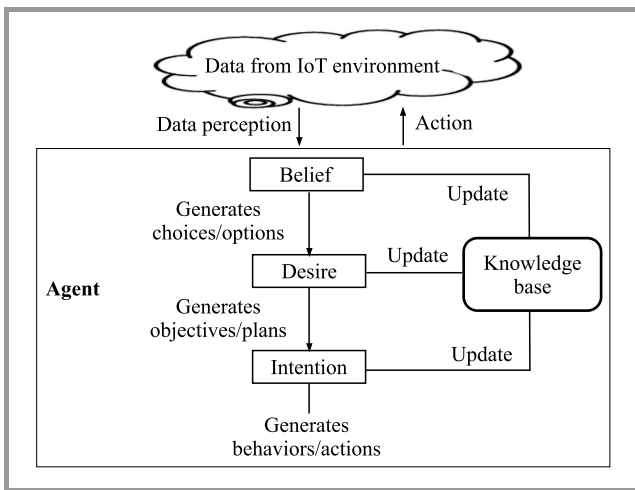 Data from IoT environment
Data perception
Action
Belief
Update
Generates
choices/options
Desire
Update
Knowledge
base
Agent
Generates
objectives/plans
Update
Intention
Generates
behaviors/actions